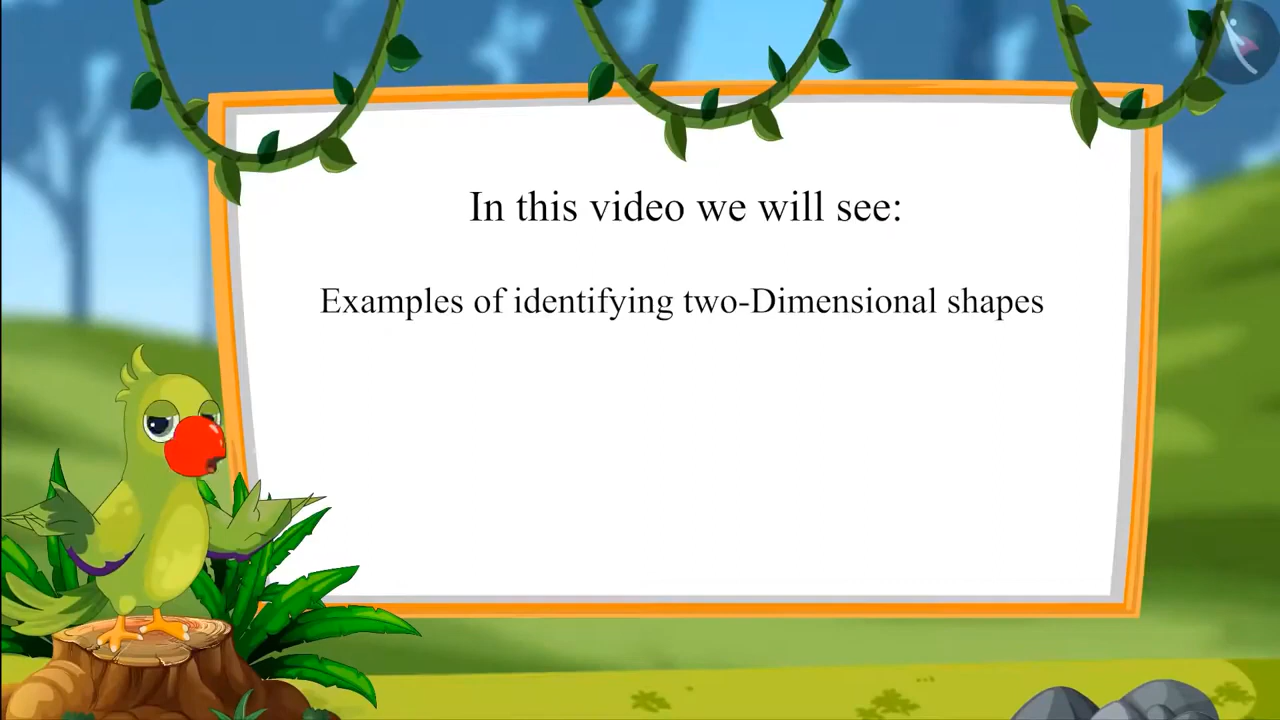 In this video we will see:
Examples of identifying two-Dimensional shapes